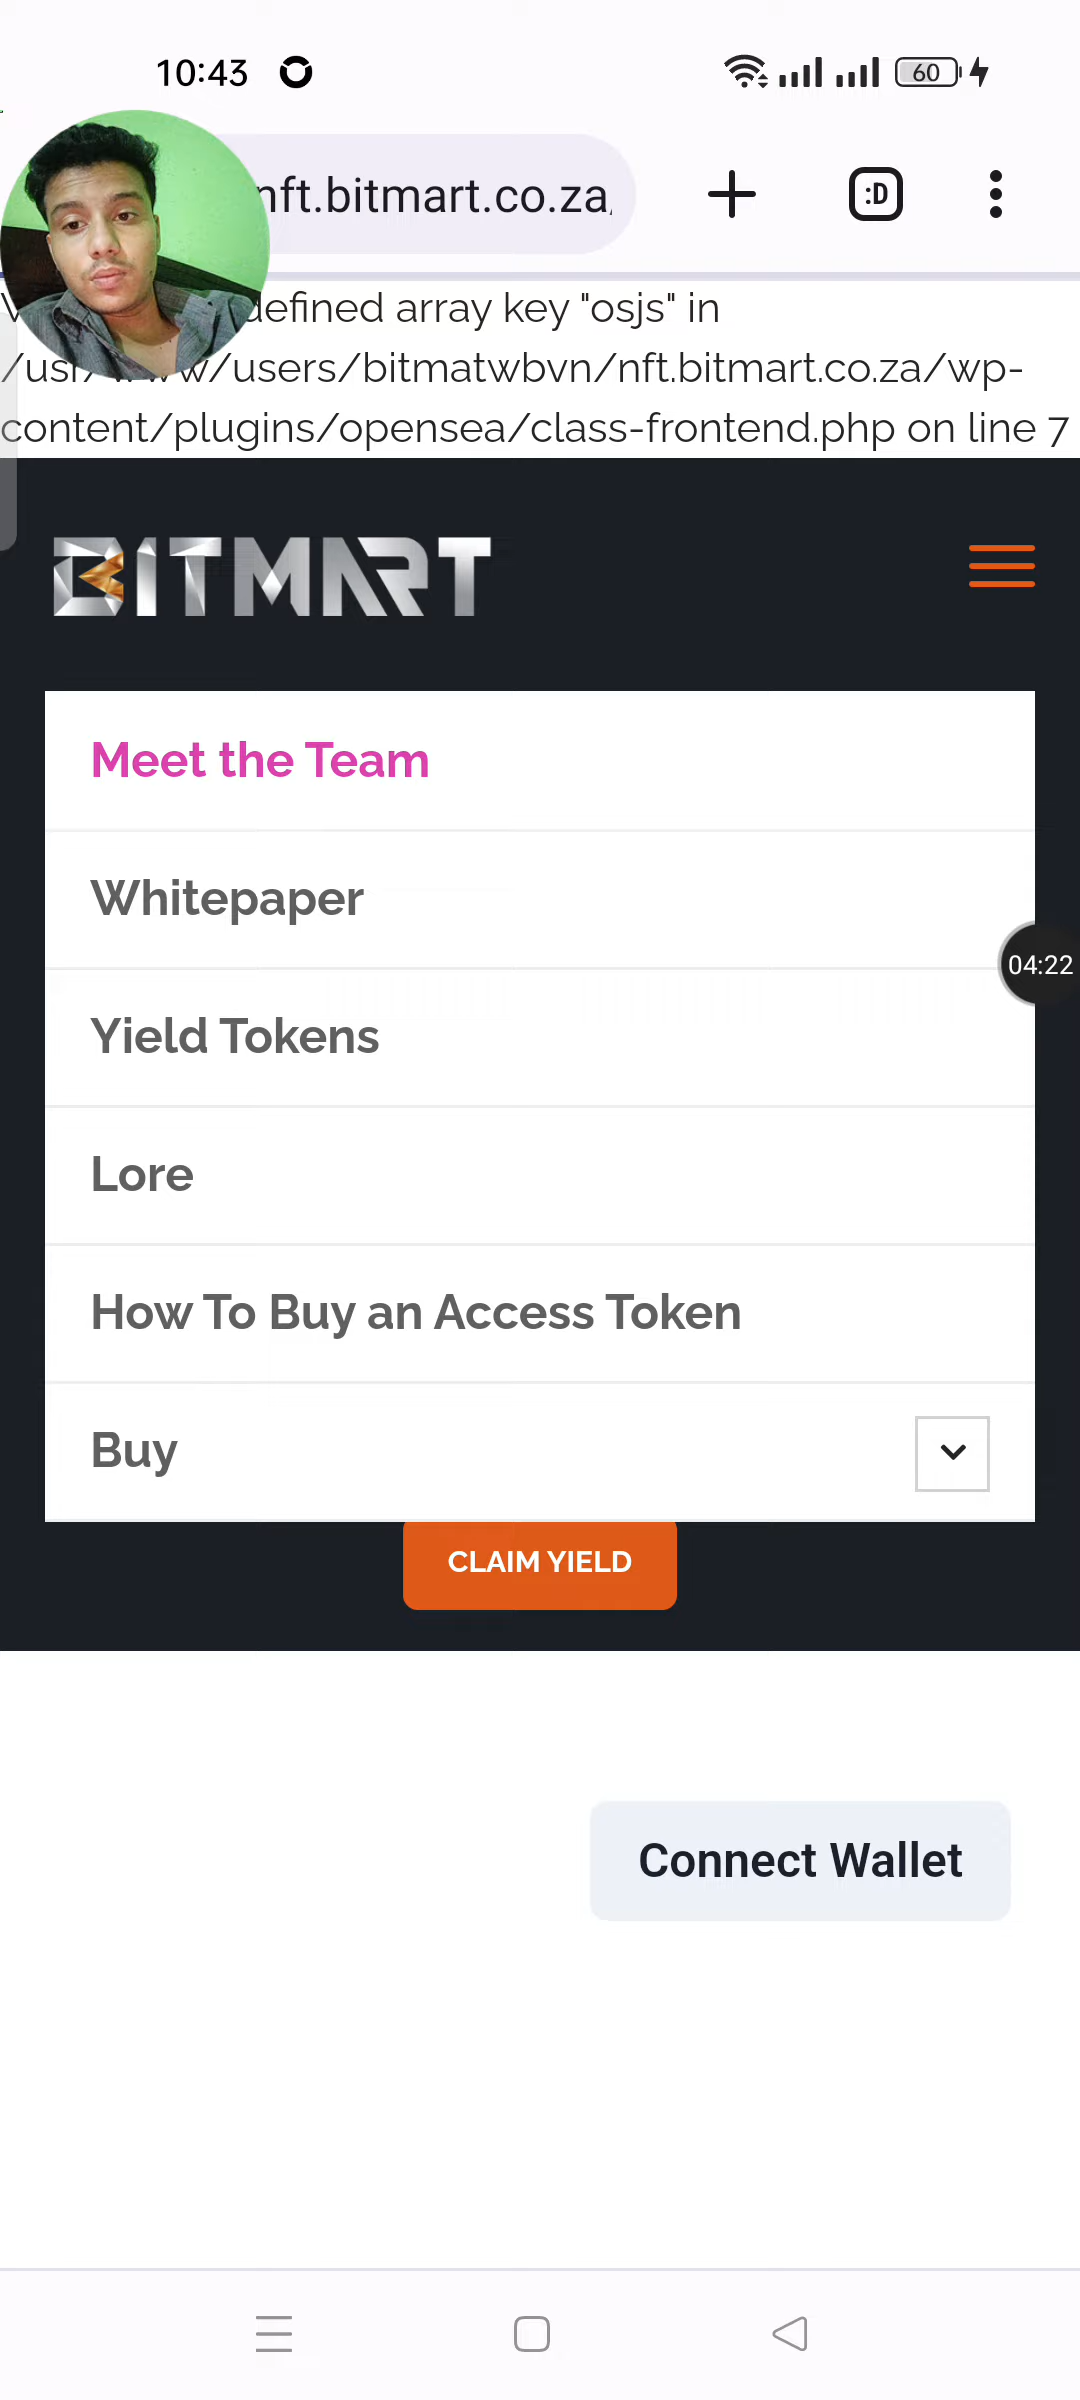 10:43
60
nft.bitmart.co.za
:D
defined array key "osjs" in
/users/bitmatwbvn/nft.bitmart.co.za/wp-
content/plugins/opensea/class-frontend.php on line 7
BITMART
Meet the Team
Whitepaper
04:22
Yield Tokens
Lore
How To Buy an Access Token
Buy
CLAIM YIELD
Connect Wallet